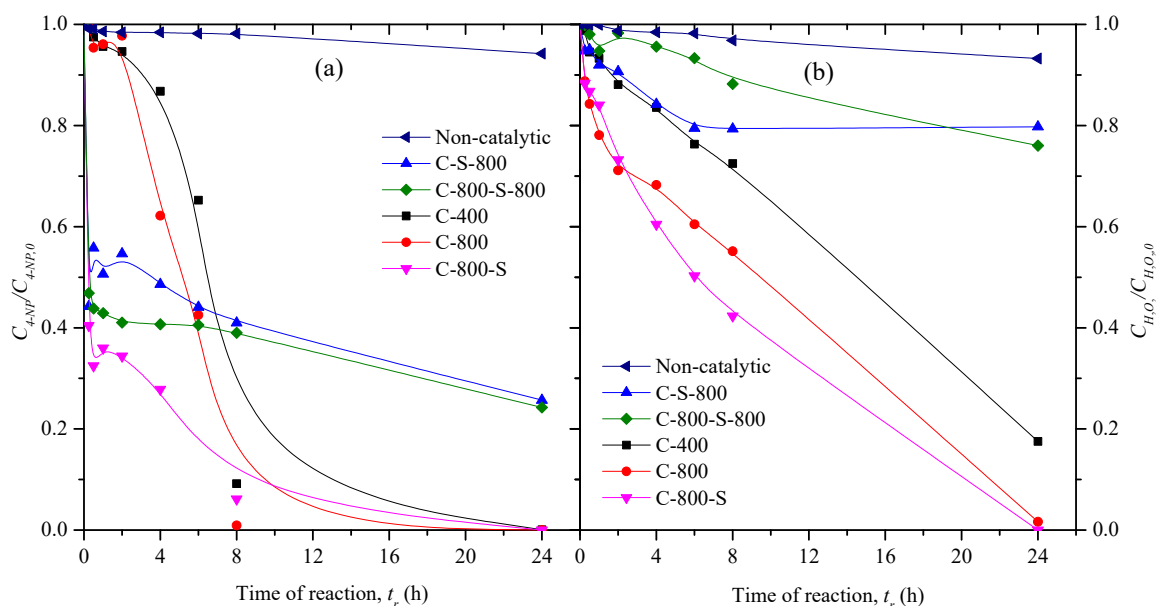 1.0
0.8
0.6
0.4
0.2
0.0
C4-NP/C4-NP,0
(a)
Non-catalytic
C-S-800
C-800-S-800
C-400
C-800
C-800-S
0 4 8 12 16 20 24
Time of reaction, tr (h)
(b)
Non-catalytic
C-S-800
C-800-S-800
C-400
C-800
C-800-S
0 4 8 12 16 20 24
Time of reaction, tr (h)
1.0
0.8
0.6
0.4
0.2
0.0